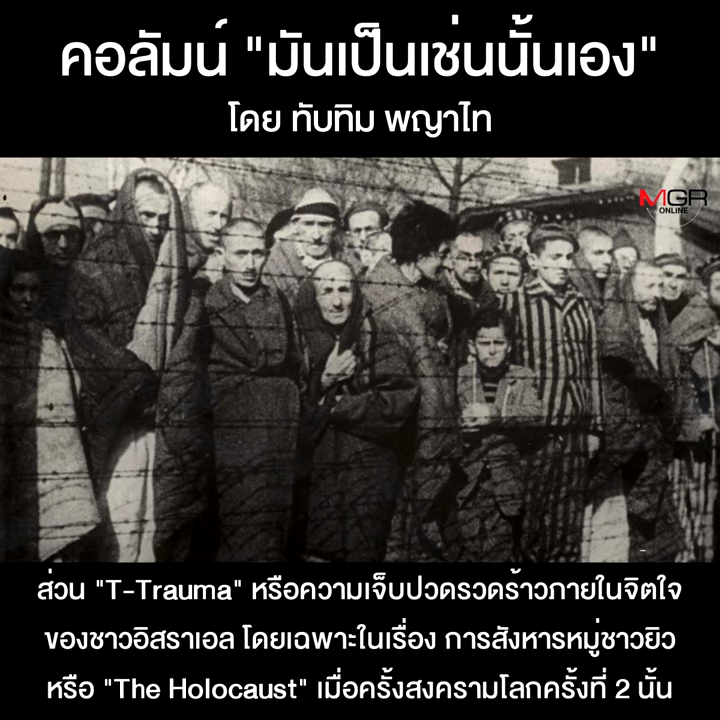 คอลัมน์ "มันเป็นเช่นนั้นเอง"
โดย ทับทิม พญาไท
MGR
ONLINE
ส่วน "T-Trauma" หรือความเจ็บปวดรวดร้าวภายในจิตใจ
ของชาวอิสราเอล โดยเฉพาะในเรื่อง การสังหารหมู่ชาวยิว
หรือ "The Holocaust" เมื่อครั้งสงครามโลกครั้งที่ 2 นั้น